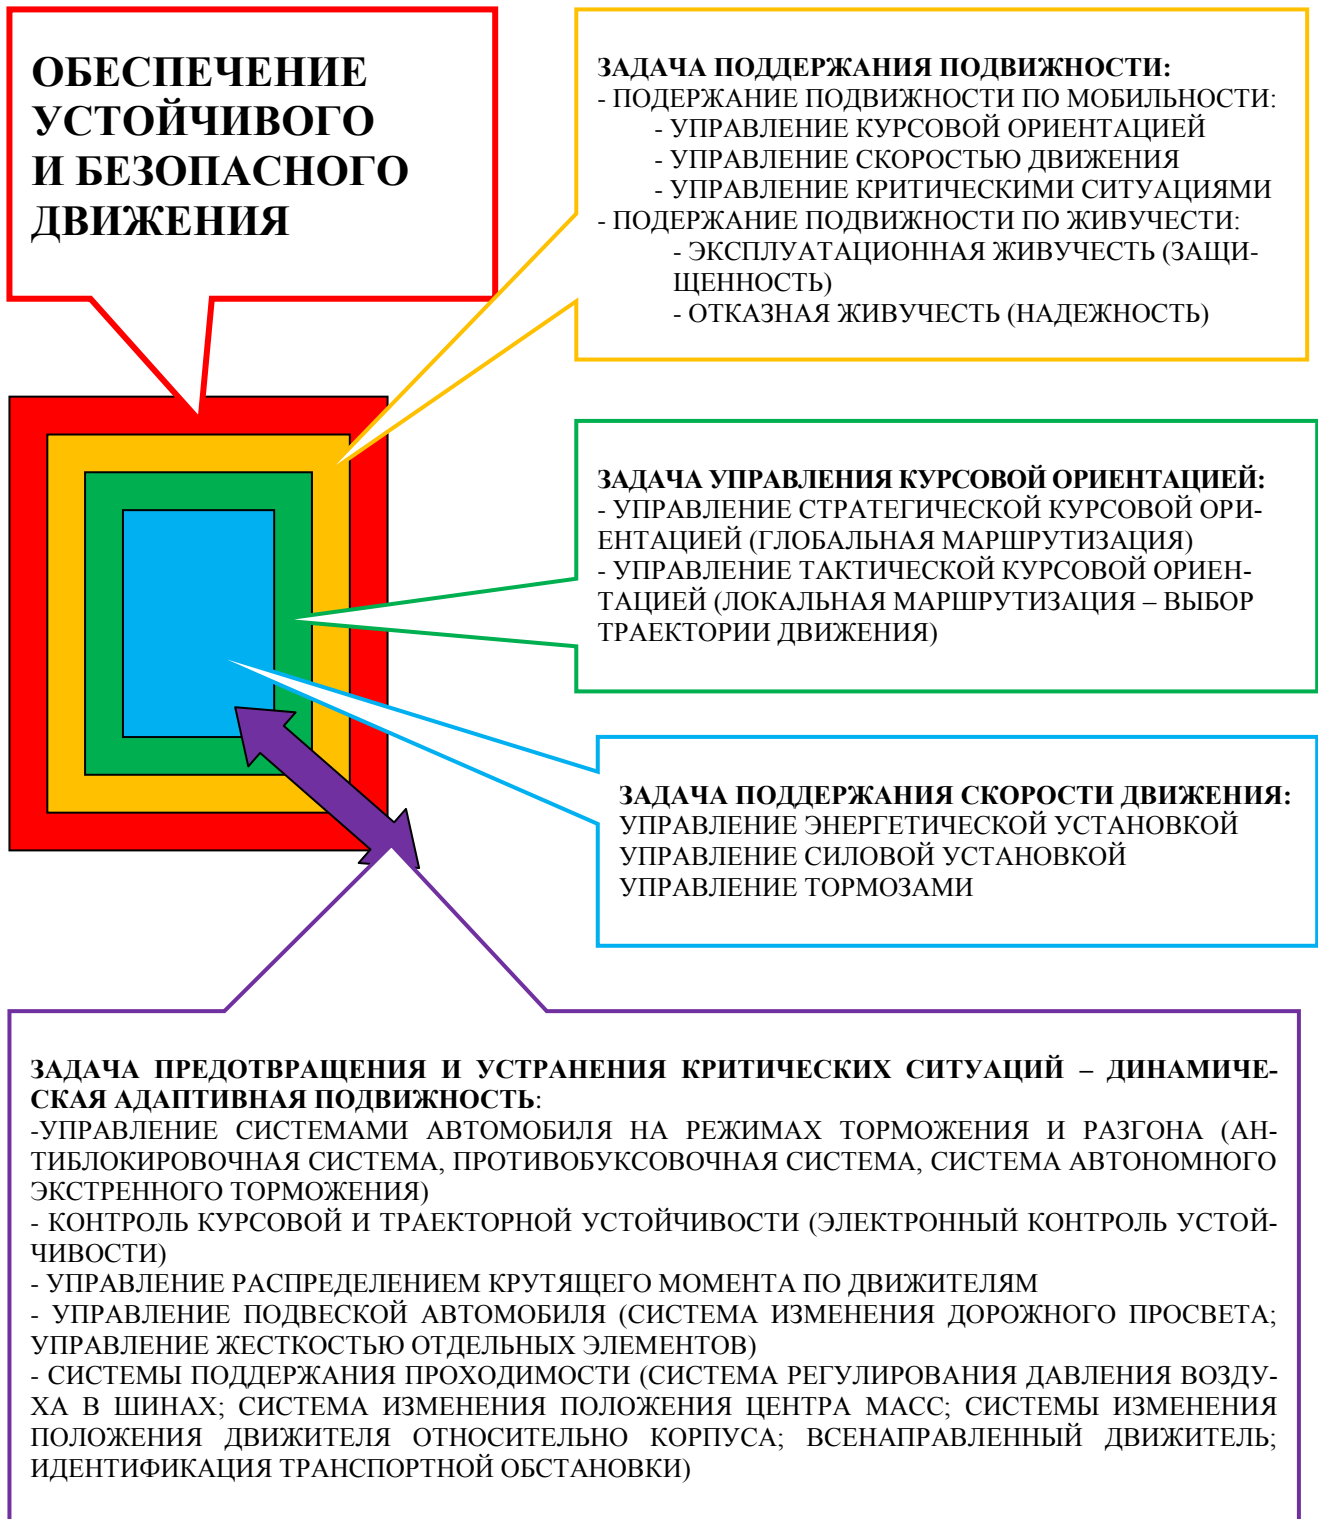 ОБЕСПЕЧЕНИЕ
УСТОЙЧИВОГО
И БЕЗОПАСНОГО
ДВИЖЕНИЯ
ЗАДАЧА ПОДДЕРЖАНИЯ ПОДВИЖНОСТИ:
- ПОДЕРЖАНИЕ ПОДВИЖНОСТИ ПО МОБИЛЬНОСТИ:
- УПРАВЛЕНИЕ КУРСОВОЙ ОРИЕНТАЦИЕЙ
- УПРАВЛЕНИЕ СКОРОСТЬЮ ДВИЖЕНИЯ
- УПРАВЛЕНИЕ КРИТИЧЕСКИМИ СИТУАЦИЯМИ
- ПОДЕРЖАНИЕ ПОДВИЖНОСТИ ПО ЖИВУЧЕСТИ:
- ЭКСПЛУАТАЦИОННАЯ ЖИВУЧЕСТЬ (ЗАЩИ-
ЩЕННОСТЬ)
- ОТКАЗНАЯ ЖИВУЧЕСТЬ (НАДЕЖНОСТЬ)
ЗАДАЧА УПРАВЛЕНИЯ КУРСОВОЙ ОРИЕНТАЦИЕЙ:
- УПРАВЛЕНИЕ СТРАТЕГИЧЕСКОЙ КУРСОВОЙ ОРИ-
ЕНТАЦИЕЙ (ГЛОБАЛЬНАЯ МАРШРУТИЗАЦИЯ)
- УПРАВЛЕНИЕ ТАКТИЧЕСКОЙ КУРСОВОЙ ОРИЕН-
ТАЦИЕЙ (ЛОКАЛЬНАЯ МАРШРУТИЗАЦИЯ – ВЫБОР
ТРАЕКТОРИИ ДВИЖЕНИЯ)
ЗАДАЧА ПОДДЕРЖАНИЯ СКОРОСТИ ДВИЖЕНИЯ:
УПРАВЛЕНИЕ ЭНЕРГЕТИЧЕСКОЙ УСТАНОВКОЙ
УПРАВЛЕНИЕ СИЛОВОЙ УСТАНОВКОЙ
УПРАВЛЕНИЕ ТОРМОЗАМИ
ЗАДАЧА ПРЕДОТВРАЩЕНИЯ И УСТРАНЕНИЯ КРИТИЧЕСКИХ СИТУАЦИЙ – ДИНАМИЧЕ-
СКАЯ АДАПТИВНАЯ ПОДВИЖНОСТЬ:
-УПРАВЛЕНИЕ СИСТЕМАМИ АВТОМОБИЛЯ НА РЕЖИМАХ ТОРМОЖЕНИЯ И РАЗГОНА (АН-
ТИБЛОКИРОВОЧНАЯ СИСТЕМА, ПРОТИВОБУКСОВОЧНАЯ СИСТЕМА, СИСТЕМА АВТОНОМНОГО
ЭКСТРЕННОГО ТОРМОЖЕНИЯ)
- КОНТРОЛЬ КУРСОВОЙ И ТРАЕКТОРНОЙ УСТОЙЧИВОСТИ (ЭЛЕКТРОННЫЙ КОНТРОЛЬ УСТОЙ-
ЧИВОСТИ)
- УПРАВЛЕНИЕ РАСПРЕДЕЛЕНИЕМ КРУТЯЩЕГО МОМЕНТА ПО ДВИЖИТЕЛЯМ
- УПРАВЛЕНИЕ ПОДВЕСКОЙ АВТОМОБИЛЯ (СИСТЕМА ИЗМЕНЕНИЯ ДОРОЖНОГО ПРОСВЕТА;
УПРАВЛЕНИЕ ЖЕСТКОСТЬЮ ОТДЕЛЬНЫХ ЭЛЕМЕНТОВ)
- СИСТЕМЫ ПОДДЕРЖАНИЯ ПРОХОДИМОСТИ (СИСТЕМА РЕГУЛИРОВАНИЯ ДАВЛЕНИЯ ВОЗДУ-
ХА В ШИНАХ; СИСТЕМА ИЗМЕНЕНИЯ ПОЛОЖЕНИЯ ЦЕНТРА МАСС; СИСТЕМЫ ИЗМЕНЕНИЯ
ПОЛОЖЕНИЯ ДВИЖИТЕЛЯ ОТНОСИТЕЛЬНО КОРПУСА; ВСЕНАПРАВЛЕННЫЙ ДВИЖИТЕЛЬ;
ИДЕНТИФИКАЦИЯ ТРАНСПОРТНОЙ ОБСТАНОВКИ)